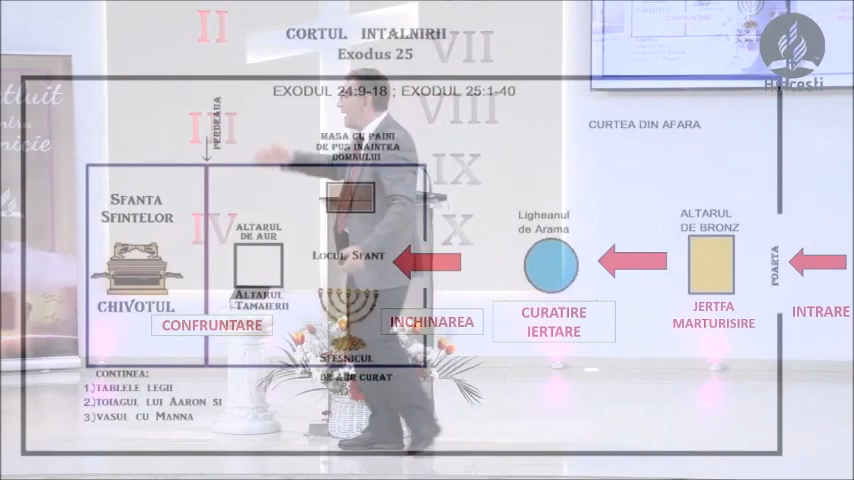 CORTUL INTALNIRII
Exodus 25
EXODUL 24:9-18 ; EXODUL 25:1-40
II
III
IV
VII
VIII
IX
X
Hincesti
CURTEA DIN AFARA
PERDEAUA
MASA CU PAINI
DE PUS INAINTEA
DOMNULUI
SFANTA
SFINTELOR
ALTARUL
DE AUR
LOCUL SFANT
Ligheanul
de Arama
ALTARUL
DE BRONZ
POARTA
CHIVOTUL
ALTARUL
TAMAIERII
CONFRUNTARE
INCHINAREA
CURATIRE
IERTARE
JERTFA
MARTURISIRE
INTRARE
SFESNICUL
DE AUR CURAT
CONTINEA:
1)TABLELE LEGII
2)TOIAGUL LUI AARON SI
3)VASUL CU MANNA